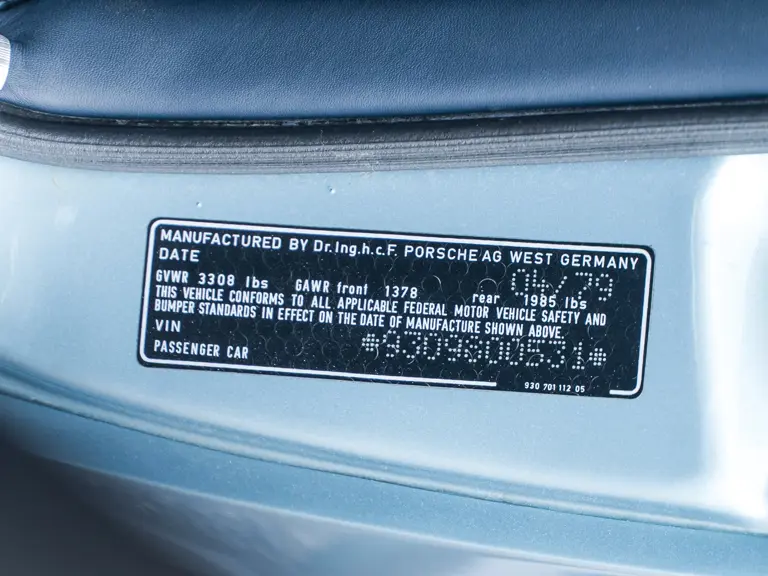 MANUFACTURED BY Dr.Ing.h.c.F. PORSCHE AG WEST GERMANY
DATE 04/79
GVWR 3308 lbs GAWR front 1378 rear 1985 lbs
THIS VEHICLE CONFORMS TO ALL APPLICABLE FEDERAL MOTOR VEHICLE SAFETY AND
BUMPER STANDARDS IN EFFECT ON THE DATE OF MANUFACTURE SHOWN ABOVE
VIN *9309800531*
PASSENGER CAR
930 701 112 05